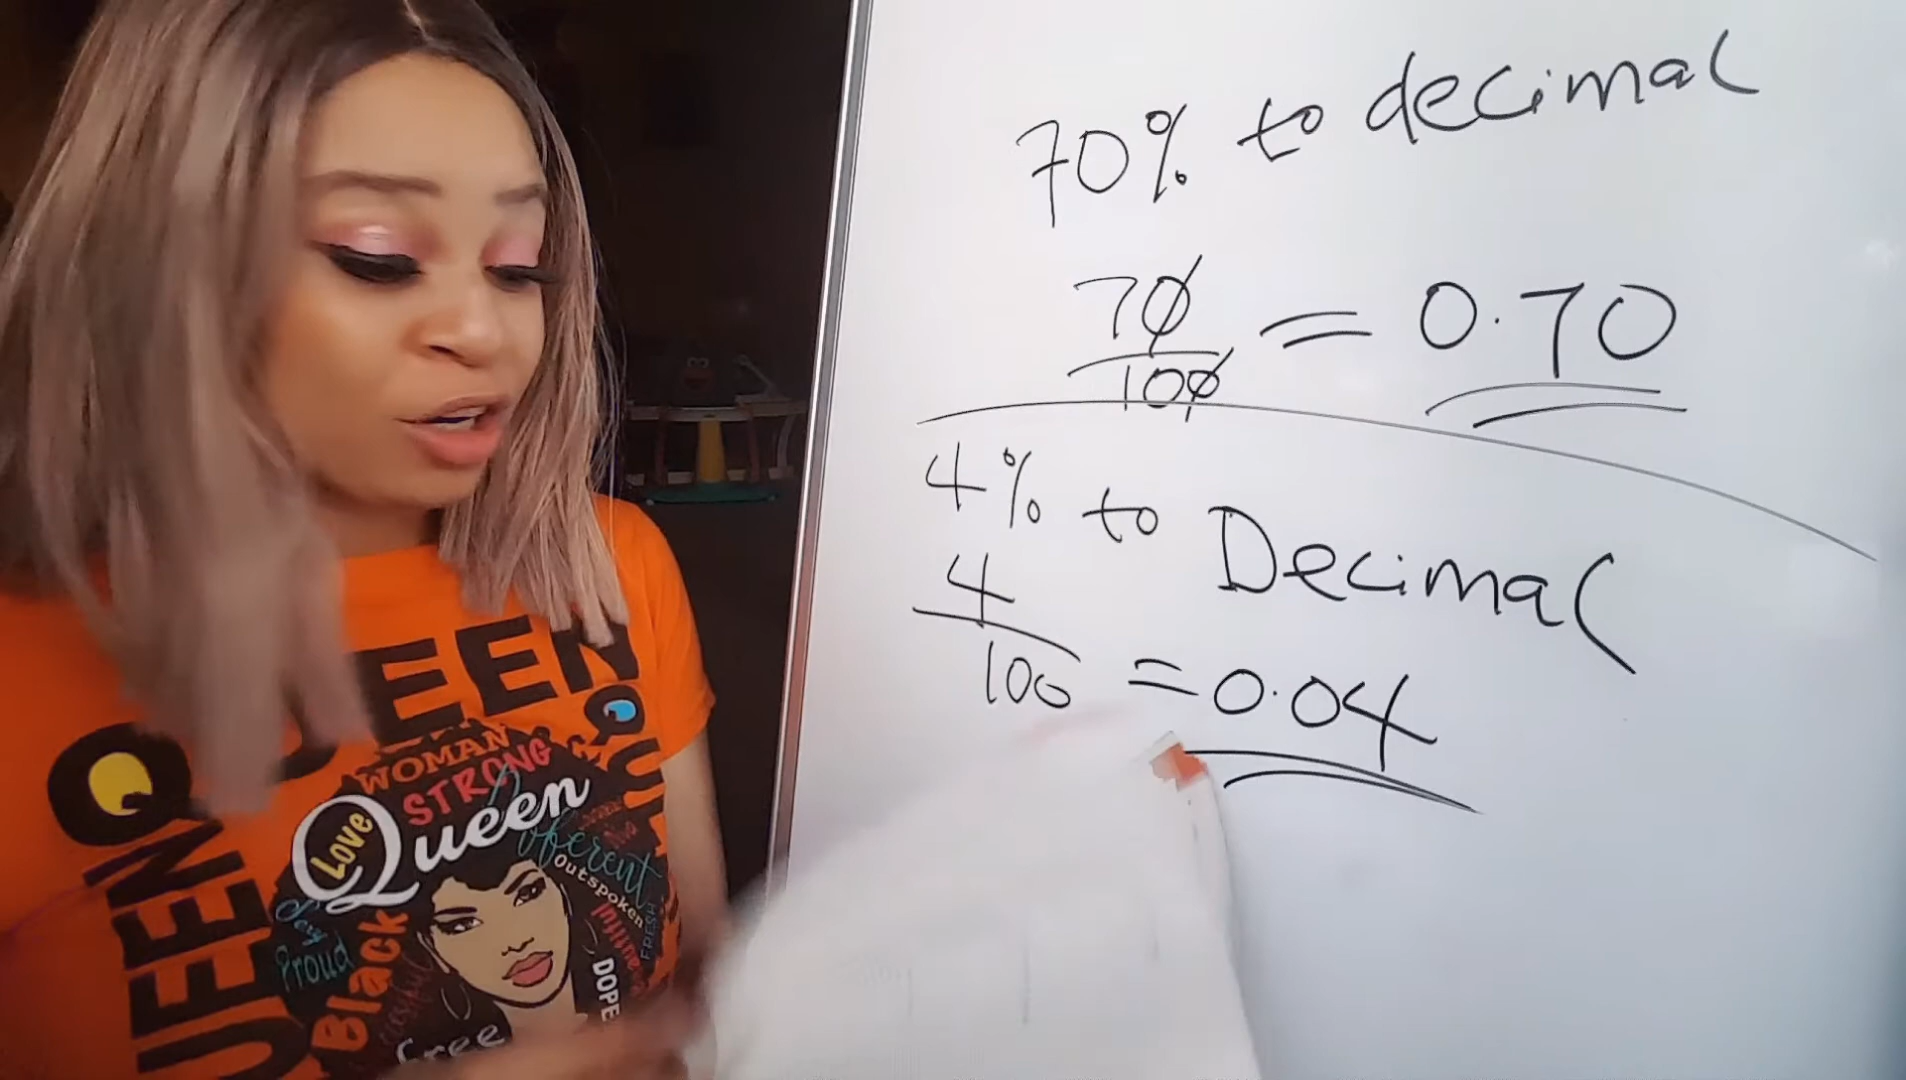 70% to decimal
70
100
= 0.70
4% to Decimal
4
100
= 0.04
QUEEN
WOMAN
STRONG
Love
Queen
Different
Outspoken
Sexy
Proud
Black
FRESH
DOPE
Free